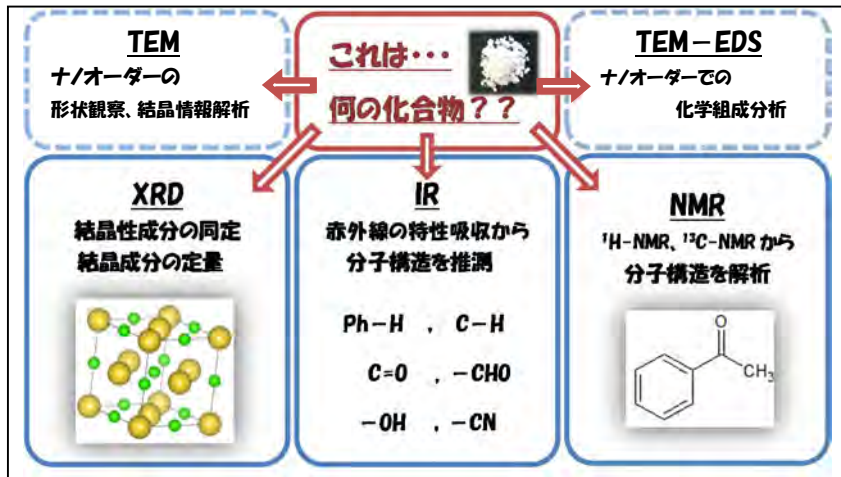 TEM
ナノオーダーの
形状観察、結晶情報解析
これは・・・
何の化合物？？
TEM－EDS
ナノオーダーでの
化学組成分析
XRD
結晶性成分の同定
結晶成分の定量
IR
赤外線の特性吸収から
分子構造を推測
Ph－H ，C－H
C=O ，－CHO
－OH ，－CN
NMR
¹H-NMR、¹³C-NMRから
分子構造を解析
O
CH₃